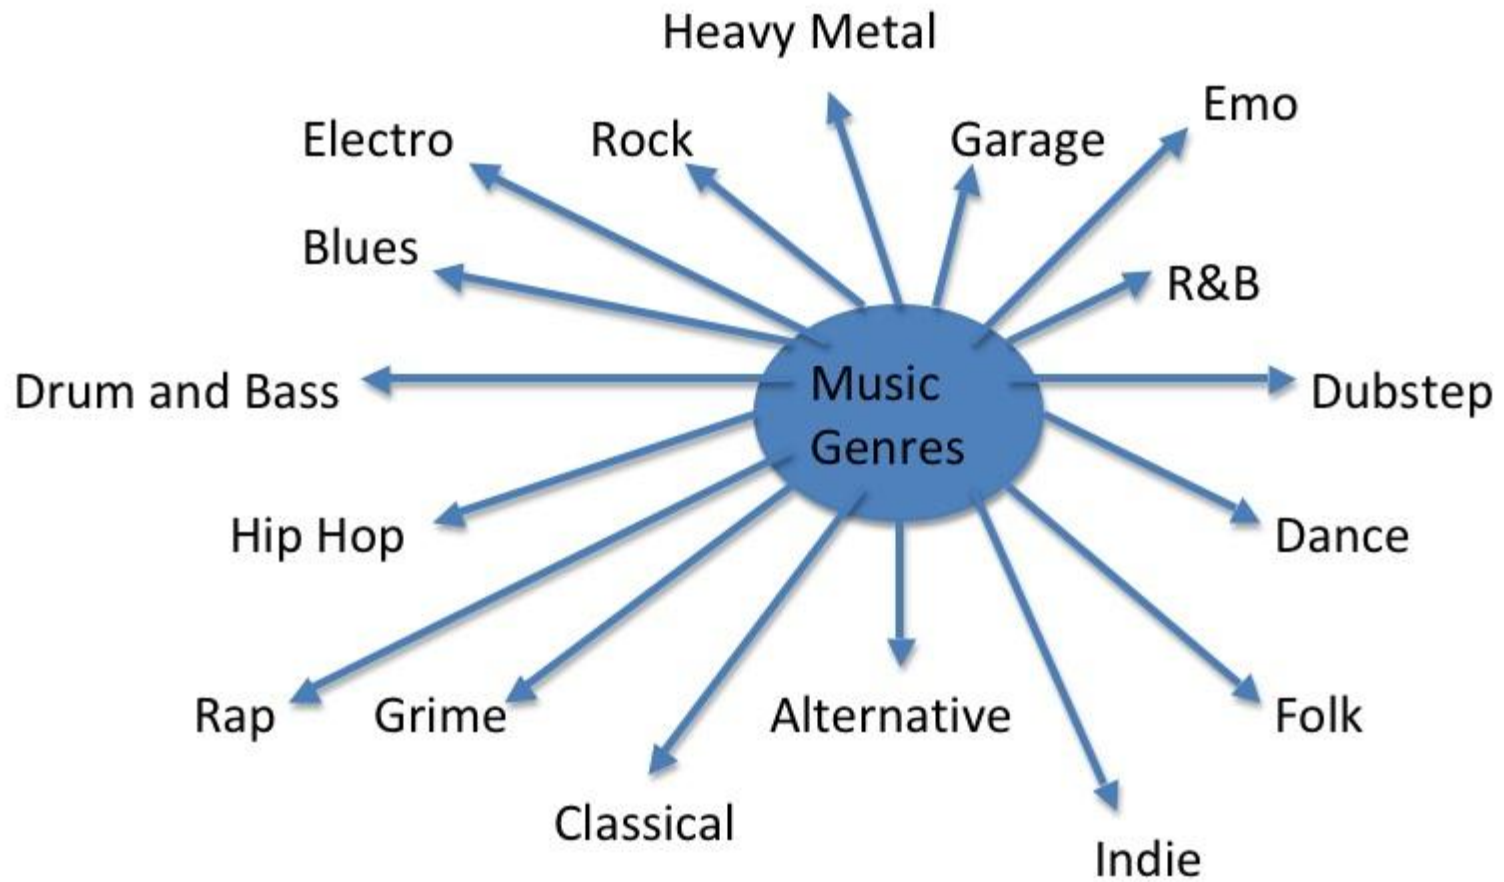 Heavy Metal
Emo
Electro
Rock
Garage
Blues
R&B
Drum and Bass
Music
Genres
Dubstep
Hip Hop
Dance
Rap
Grime
Alternative
Folk
Classical
Indie